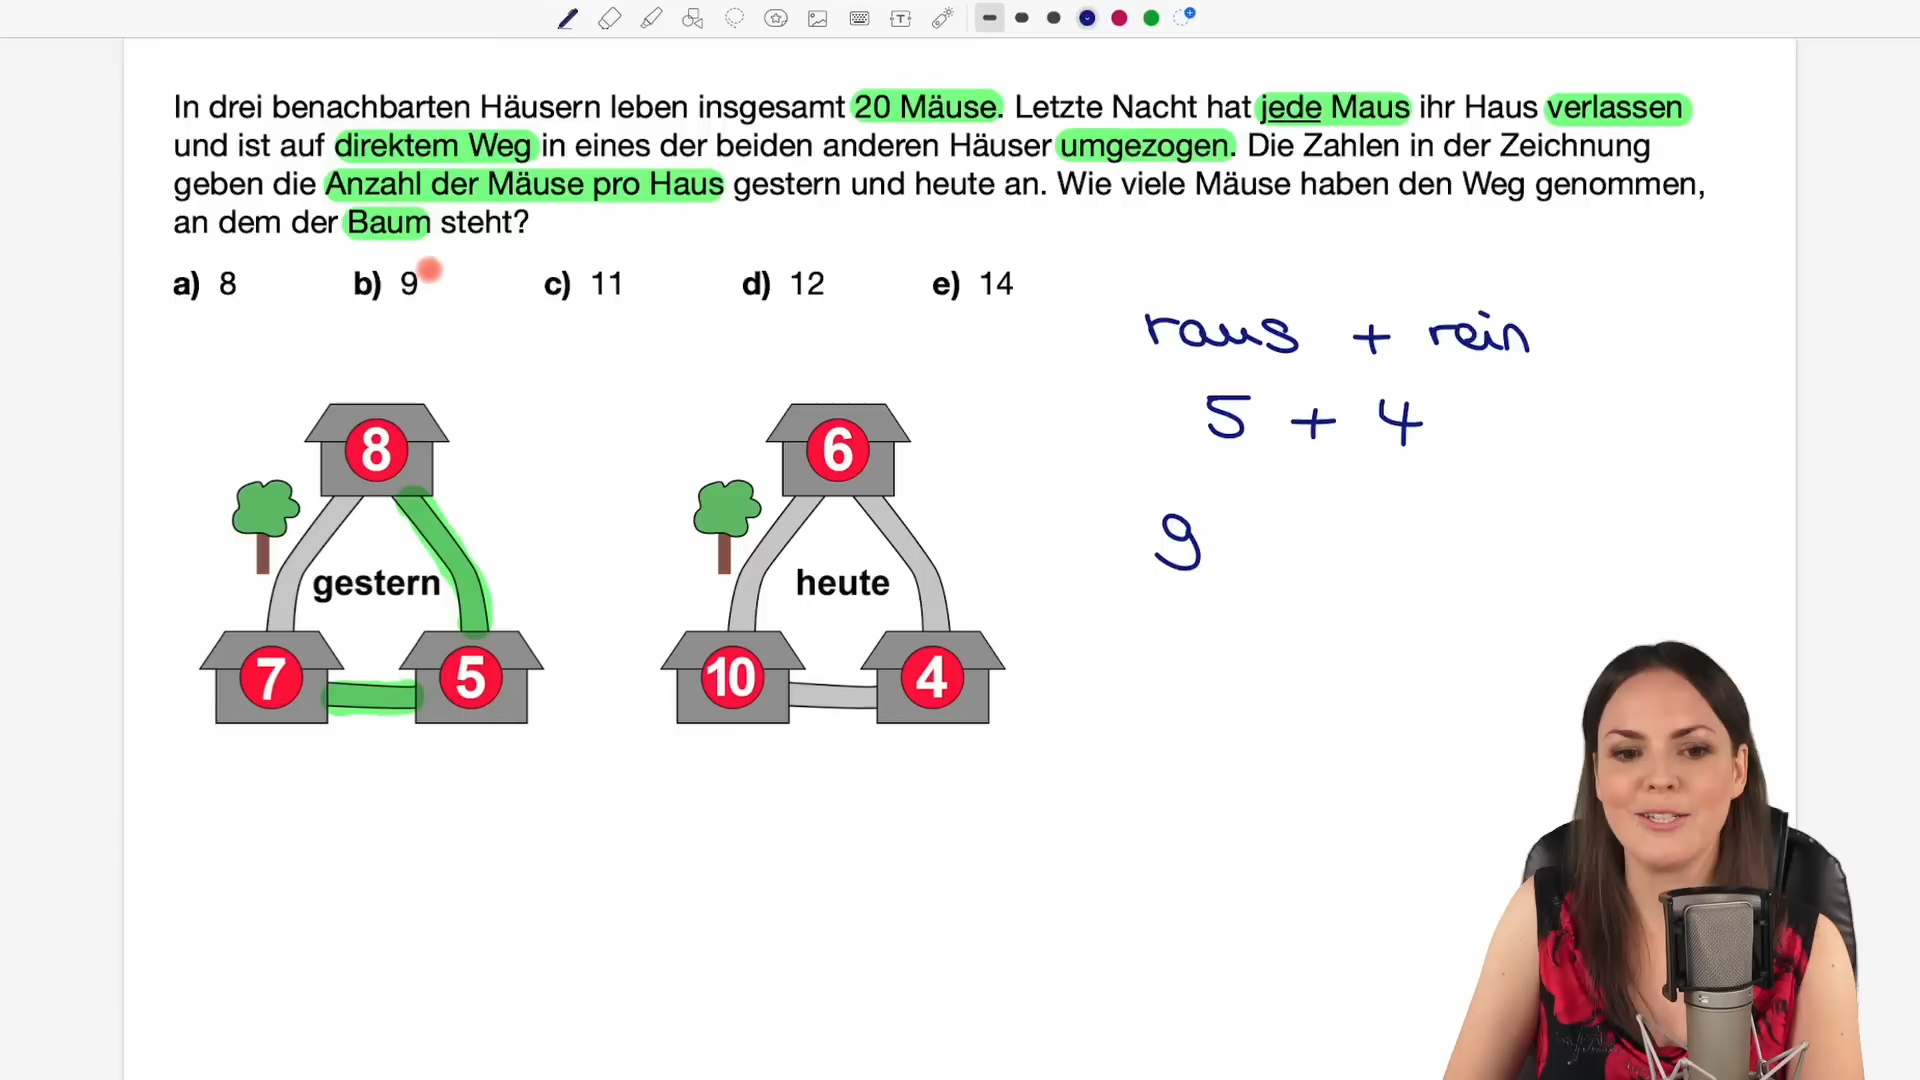 In drei benachbarten Häusern leben insgesamt 20 Mäuse. Letzte Nacht hat jede Maus ihr Haus verlassen
und ist auf direktem Weg in eines der beiden anderen Häuser umgezogen. Die Zahlen in der Zeichnung
geben die Anzahl der Mäuse pro Haus gestern und heute an. Wie viele Mäuse haben den Weg genommen,
an dem der Baum steht?
a) 8 b) 9 c) 11 d) 12 e) 14
raus + rein
5 + 4
9
8
gestern
7 5
6
heute
10 4